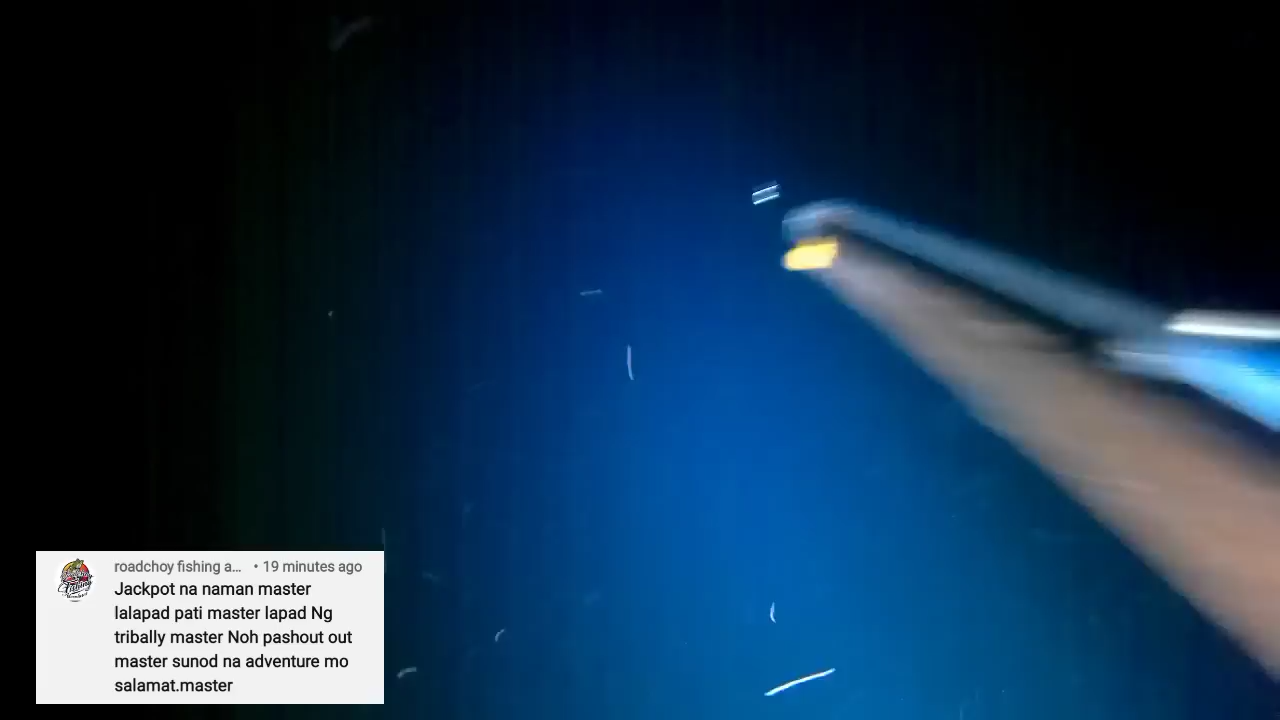 roadchoy fishing a... • 19 minutes ago
Jackpot na naman master
lalapad pati master lapad Ng
tribally master Noh pashout out
master sunod na adventure mo
salamat.master